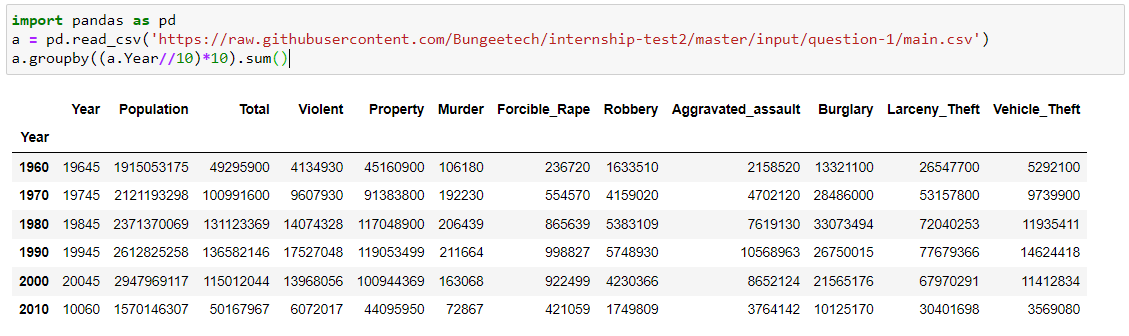 import pandas as pd
a = pd.read_csv('https://raw.githubusercontent.com/Bungeetech/internship-test2/master/input/question-1/main.csv')
a.groupby((a.Year//10)*10).sum()
Year Population Total Violent Property Murder Forcible_Rape Robbery Aggravated_assault Burglary Larceny_Theft Vehicle_Theft
Year
1960 19645 1915053175 49295900 4134930 45160900 106180 236720 1633510 2158520 13321100 26547700 5292100
1970 19745 2121193298 100991600 9607930 91383800 192230 554570 4159020 4702120 28486000 53157800 9739900
1980 19845 2371370069 131123369 14074328 117048900 206439 865639 5383109 7619130 33073494 72040253 11935411
1990 19945 2612825258 136582146 17527048 119053499 211664 998827 5748930 10568963 26750015 77679366 14624418
2000 20045 2947969117 115012044 13968056 100944369 163068 922499 4230366 8652124 21565176 67970291 11412834
2010 10060 1570146307 50167967 6072017 44095950 72867 421059 1749809 3764142 10125170 30401698 3569080